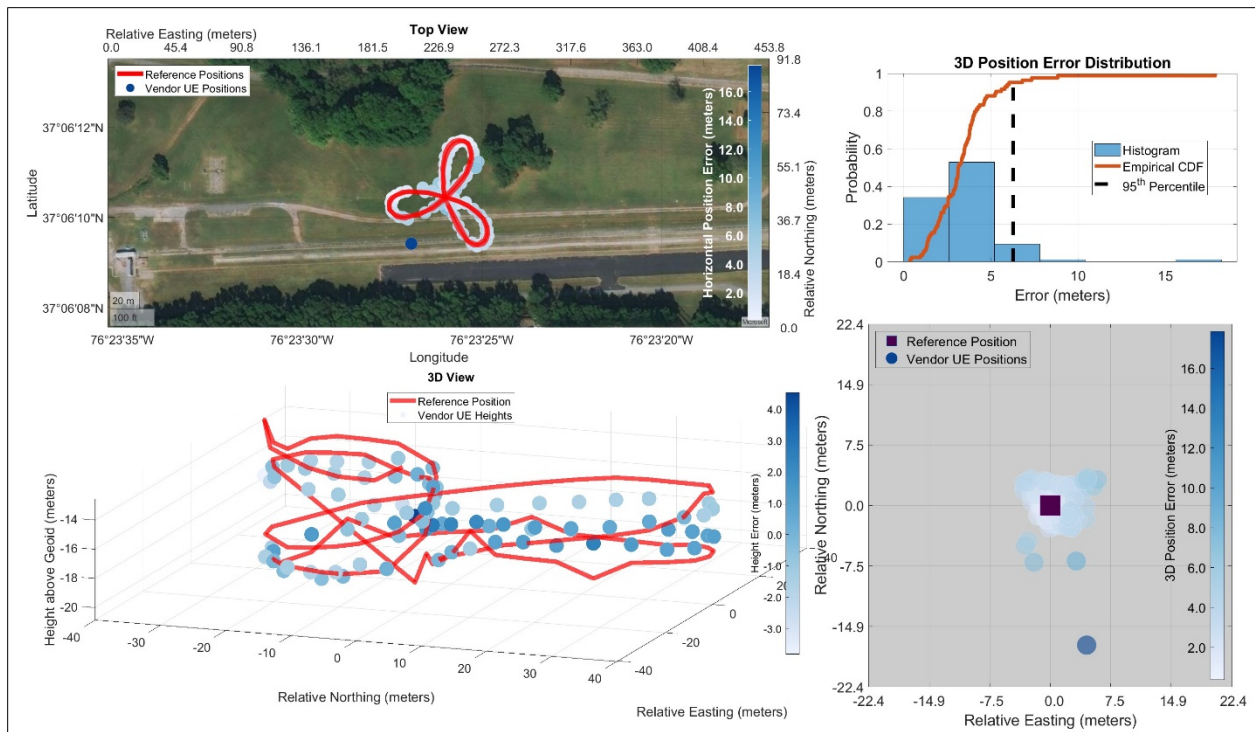 Relative Easting (meters)
Top View
0.0 45.4 90.8 136.1 181.5 226.9 272.3 317.6 363.0 408.4 453.8
Reference Positions
Vendor UE Positions
37°06'12"N
37°06'10"N
37°06'08"N
Latitude
20 m
100 ft
76°23'35"W 76°23'30"W 76°23'25"W 76°23'20"W
Longitude
Microsoft
Horizontal Position Error (meters)
16.0
14.0
12.0
10.0
8.0
6.0
4.0
2.0
91.8
73.4
55.1
36.7
18.4
0.0
Relative Northing (meters)
3D Position Error Distribution
1
0.8
0.6
0.4
0.2
0
Probability
Histogram
Empirical CDF
95th Percentile
0 5 10 15
Error (meters)
3D View
Reference Position
Vendor UE Heights
Height above Geoid (meters)
-14
-16
-18
-20
-40 -30 -20 -10 0 10 20 30 40
Relative Northing (meters)
-40 -20 0
Relative Easting (meters)
Height Error (meters)
4.0
3.0
2.0
1.0
0.0
-1.0
-2.0
-3.0
40
Reference Position
Vendor UE Positions
22.4
14.9
7.5
0.0
-7.5
-14.9
-22.4
Relative Northing (meters)
-22.4 -14.9 -7.5 0.0 7.5 14.9 22.4
Relative Easting (meters)
3D Position Error (meters)
16.0
14.0
12.0
10.0
8.0
6.0
4.0
2.0